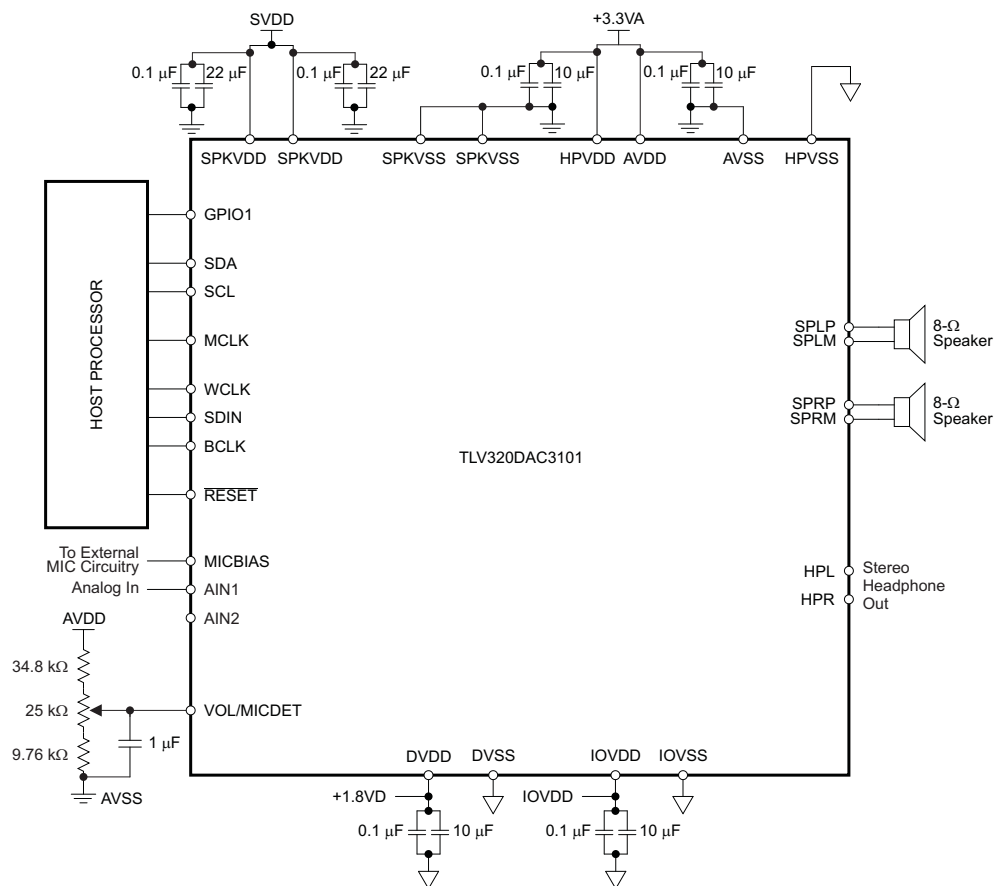 SVDD
+3.3VA
0.1 μF 22 μF 0.1 μF 22 μF
0.1 μF 10 μF 0.1 μF 10 μF
SPKVDD SPKVDD SPKVSS SPKVSS HPVDD AVDD AVSS HPVSS
HOST PROCESSOR
GPIO1
SDA
SCL
MCLK
WCLK
SDIN
BCLK
RESET
To External
MIC Circuitry
MICBIAS
Analog In
AIN1
AIN2
AVDD
34.8 kΩ
25 kΩ
9.76 kΩ
1 μF
AVSS
VOL/MICDET
TLV320DAC3101
SPLP
SPLM
8-Ω
Speaker
SPRP
SPRM
8-Ω
Speaker
HPL
HPR
Stereo
Headphone
Out
DVDD DVSS IOVDD IOVSS
+1.8VD
IOVDD
0.1 μF 10 μF 0.1 μF 10 μF